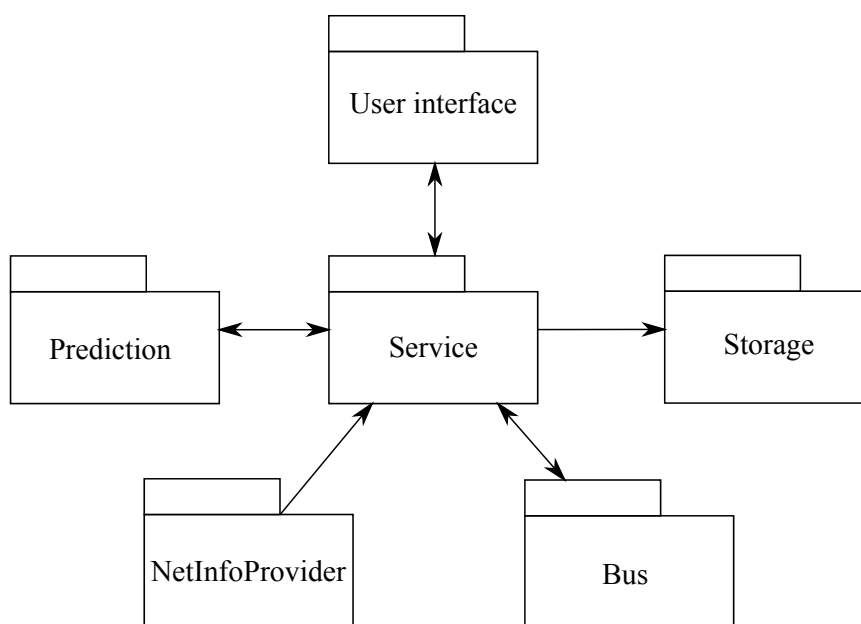 User interface
Prediction
Service
Storage
NetInfoProvider
Bus